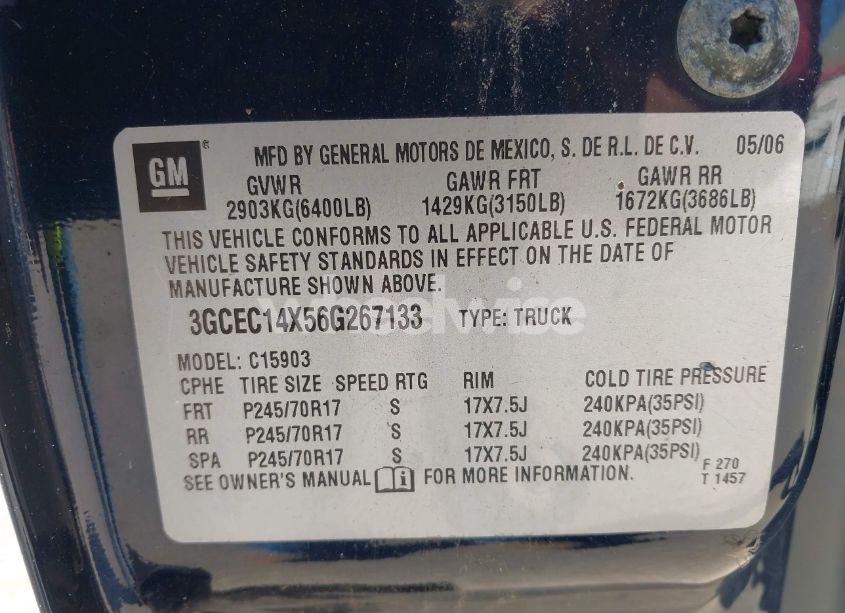 GM ®
MFD BY GENERAL MOTORS DE MEXICO, S. DE R.L. DE C.V. 05/06
GVWR GAWR FRT GAWR RR
2903KG(6400LB) 1429KG(3150LB) 1672KG(3686LB)
THIS VEHICLE CONFORMS TO ALL APPLICABLE U.S. FEDERAL MOTOR
VEHICLE SAFETY STANDARDS IN EFFECT ON THE DATE OF
MANUFACTURE SHOWN ABOVE.
wheelwise
3GCEC14X56G267133 TYPE: TRUCK
MODEL: C15903
CPHE TIRE SIZE SPEED RTG RIM COLD TIRE PRESSURE
FRT P245/70R17 S 17X7.5J 240KPA(35PSI)
RR P245/70R17 S 17X7.5J 240KPA(35PSI)
SPA P245/70R17 S 17X7.5J 240KPA(35PSI)
SEE OWNER'S MANUAL FOR MORE INFORMATION.
F 270
T 1457